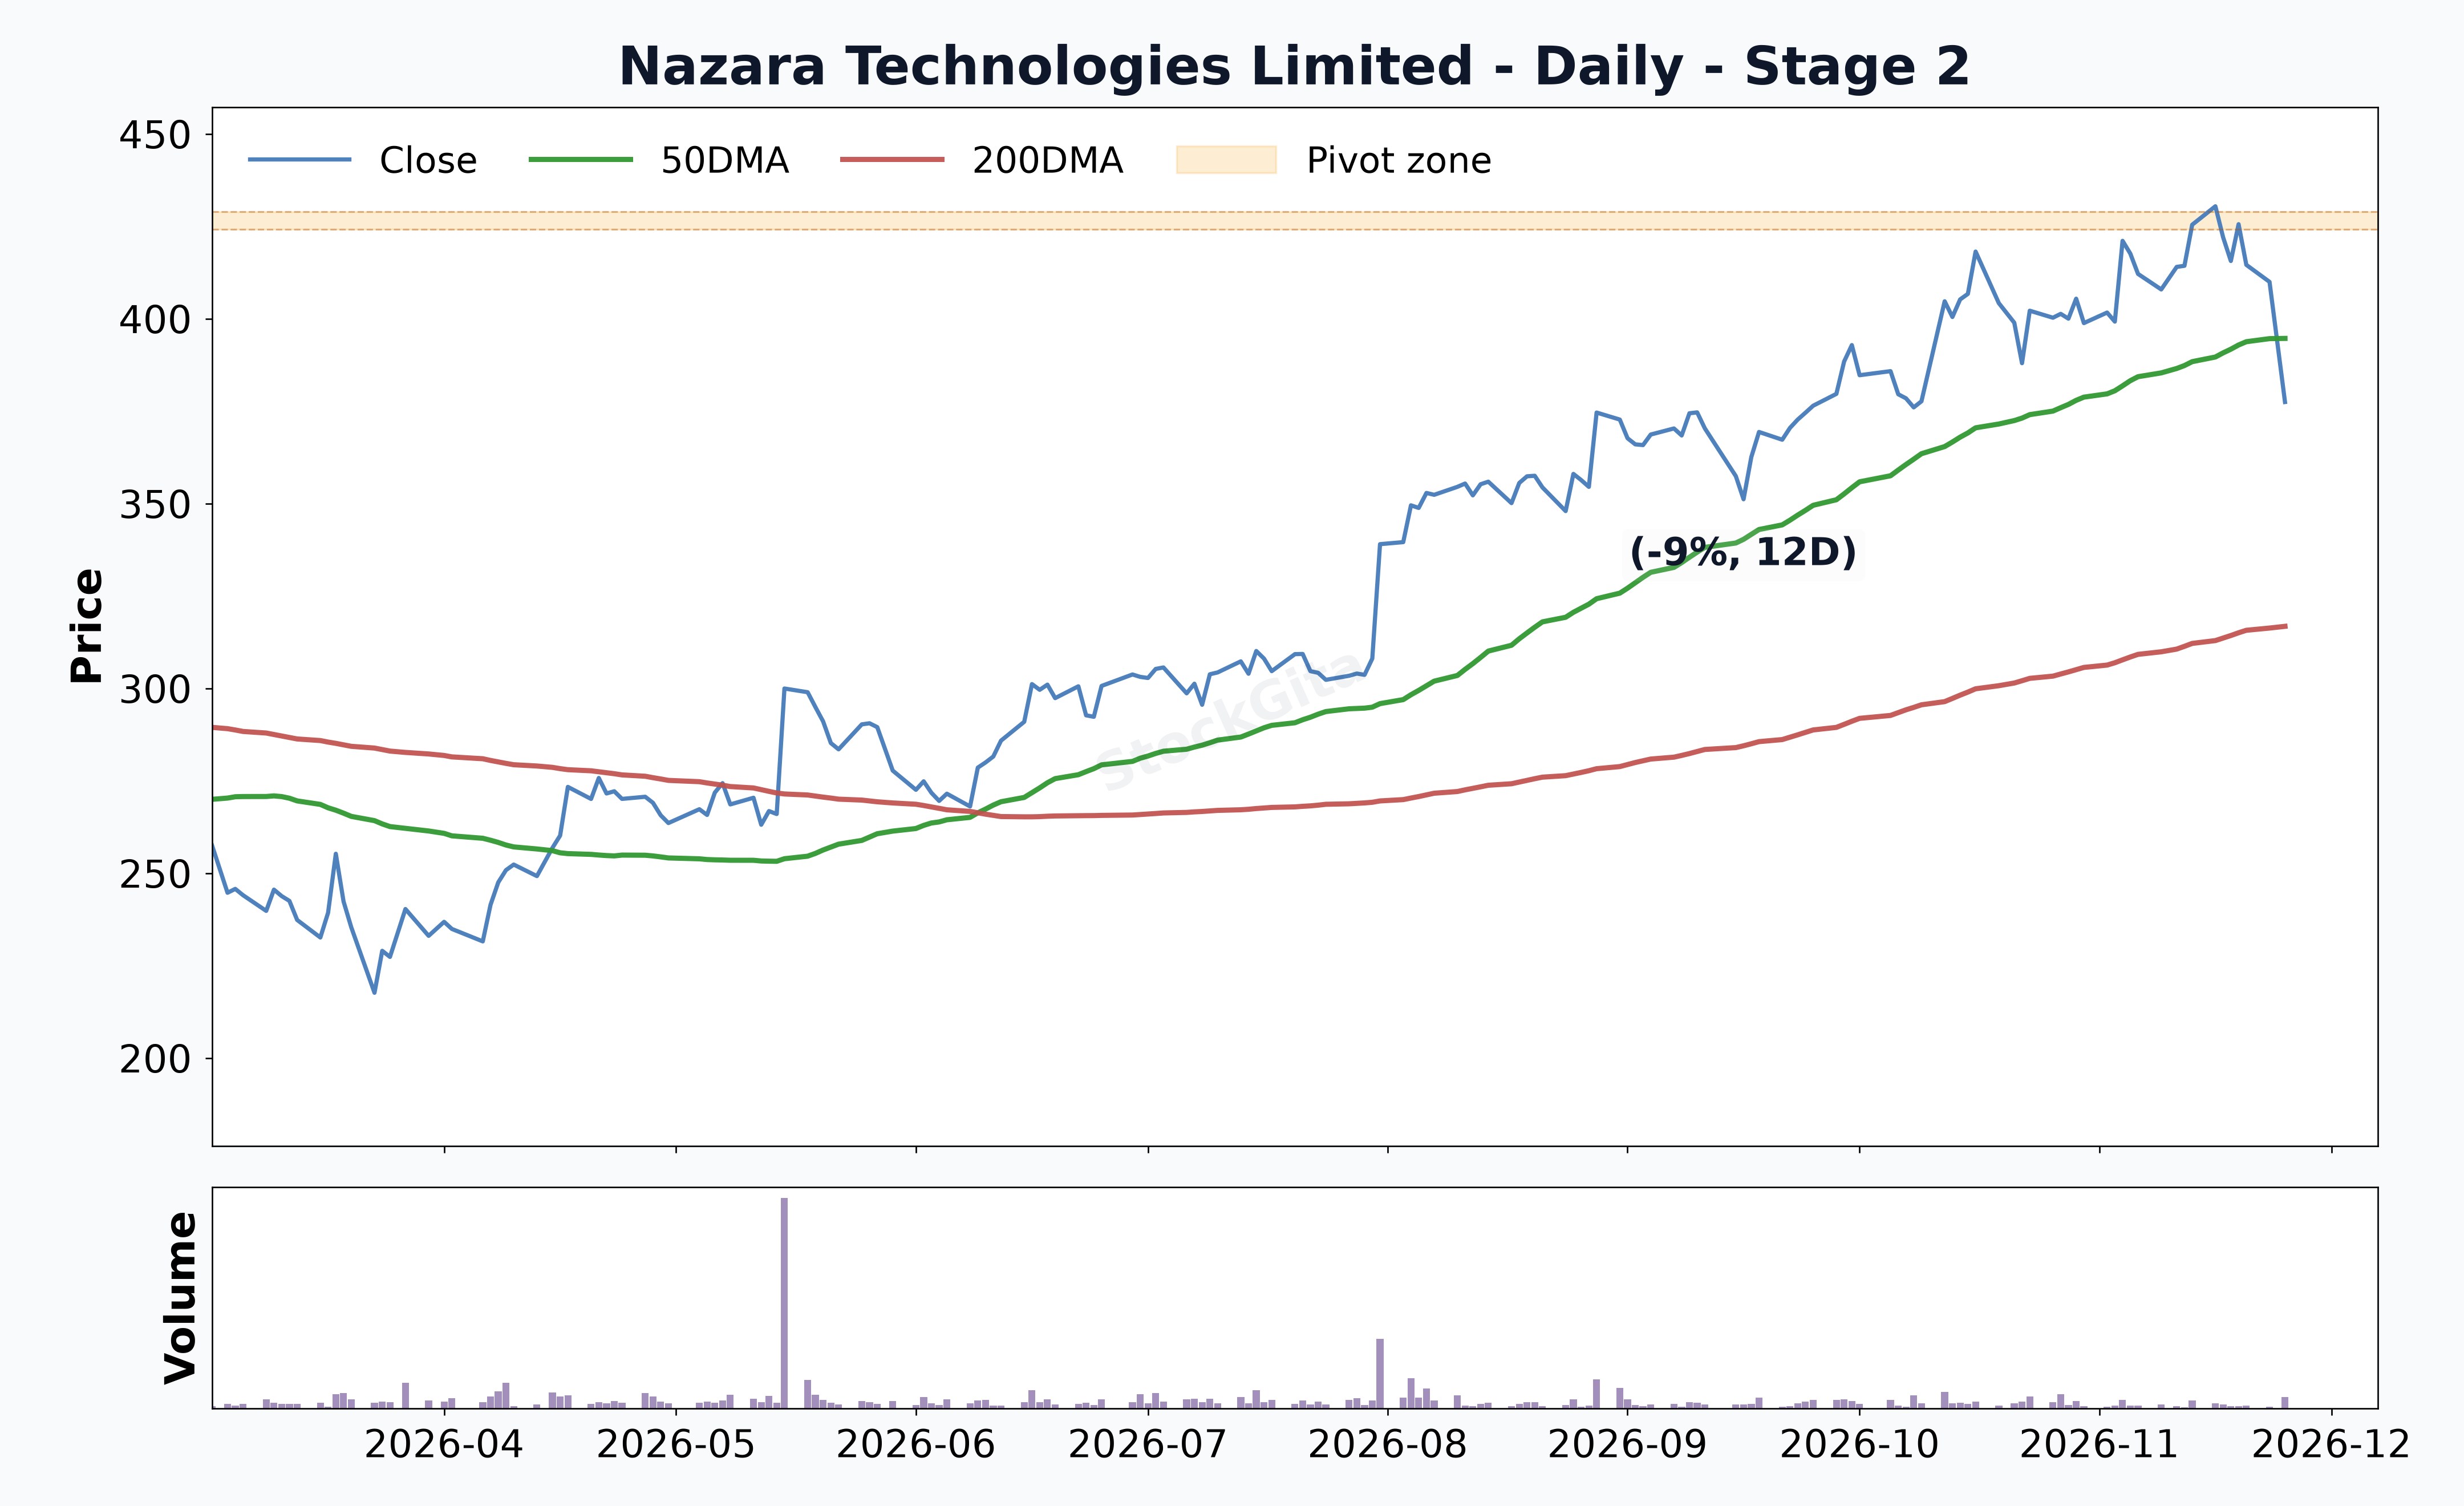 Nazara Technologies Limited - Daily - Stage 2
Close 50DMA 200DMA Pivot zone
450
400
350
300
250
200
Price
(-9%, 12D)
StockGita
Volume
2026-04 2026-05 2026-06 2026-07 2026-08 2026-09 2026-10 2026-11 2026-12